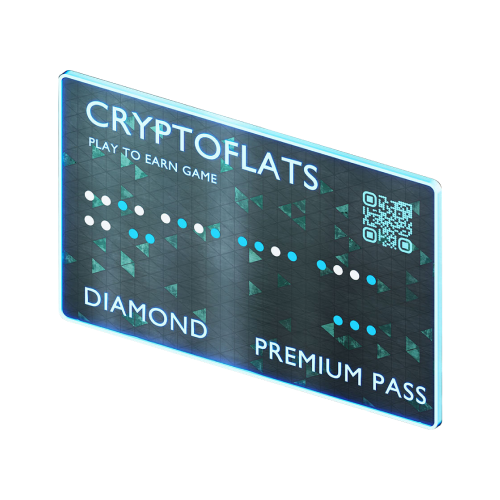 CRYPTOFLATS
PLAY TO EARN GAME
DIAMOND
PREMIUM PASS